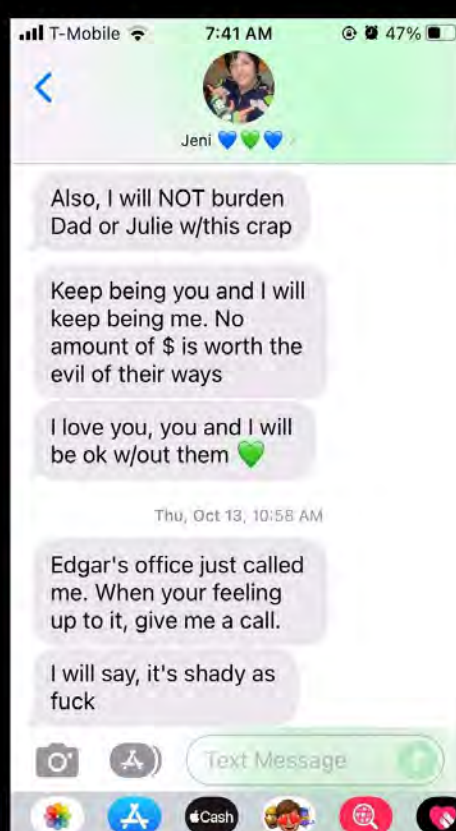 T-Mobile 7:41 AM 47%
Jeni 💙💚💙
Also, I will NOT burden
Dad or Julie w/this crap
Keep being you and I will
keep being me. No
amount of $ is worth the
evil of their ways
I love you, you and I will
be ok w/out them 💚
Thu, Oct 13, 10:58 AM
Edgar's office just called
me. When your feeling
up to it, give me a call.
I will say, it's shady as
fuck
Text Message
Cash